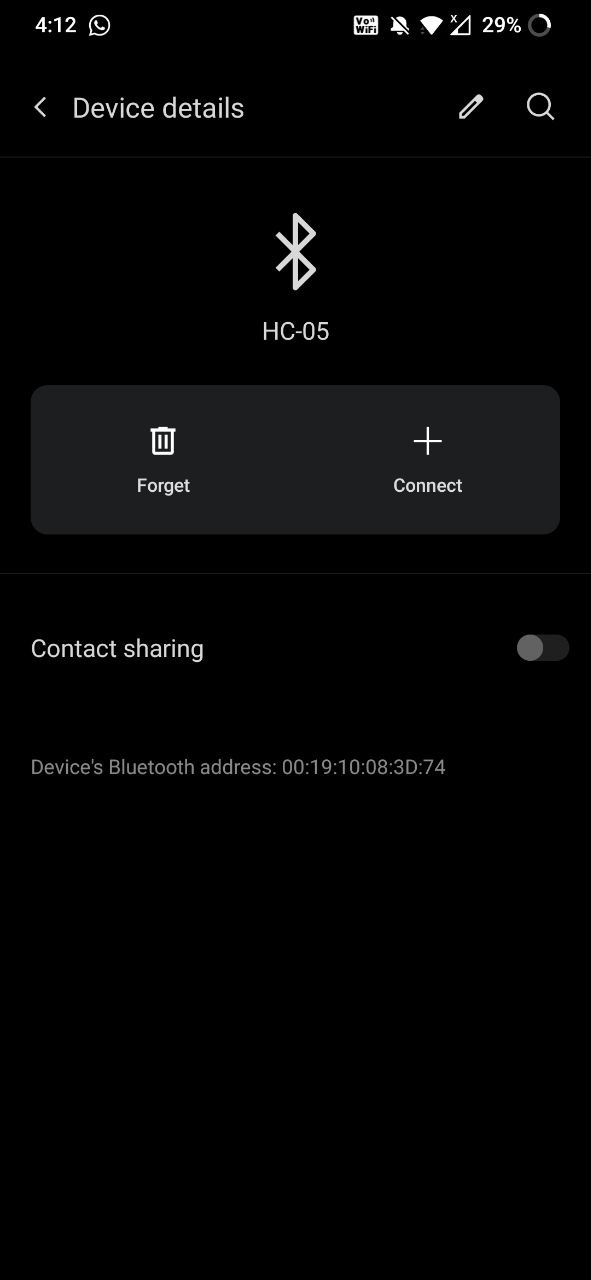 4:12 VoWiFi 29%
Device details
HC-05
Forget Connect
Contact sharing
Device's Bluetooth address: 00:19:10:08:3D:74